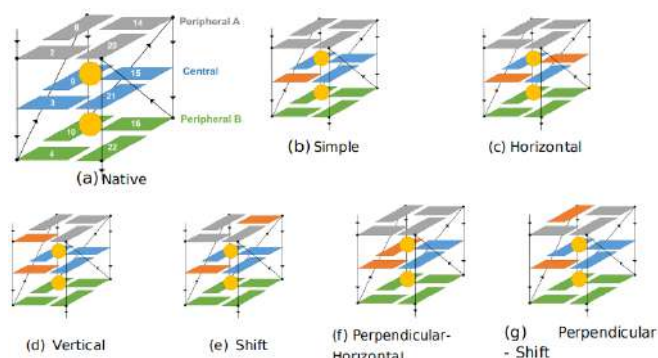 8 14 Peripheral A
2 20
9 15 Central
3 21
10 16 Peripheral B
4 22
(a) Native
(b) Simple
(c) Horizontal
(d) Vertical
(e) Shift
(f) Perpendicular-
Horizontal
(g) Perpendicular
- Shift